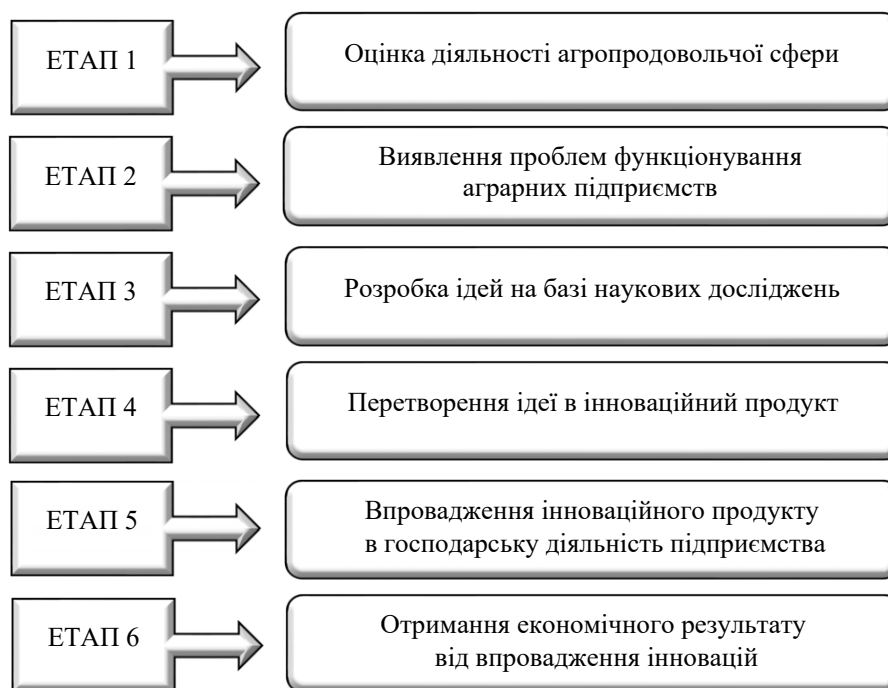 ЕТАП 1
Оцінка діяльності агропродовольчої сфери
ЕТАП 2
Виявлення проблем функціонування
аграрних підприємств
ЕТАП 3
Розробка ідей на базі наукових досліджень
ЕТАП 4
Перетворення ідеї в інноваційний продукт
ЕТАП 5
Впровадження інноваційного продукту
в господарську діяльність підприємства
ЕТАП 6
Отримання економічного результату
від впровадження інновацій